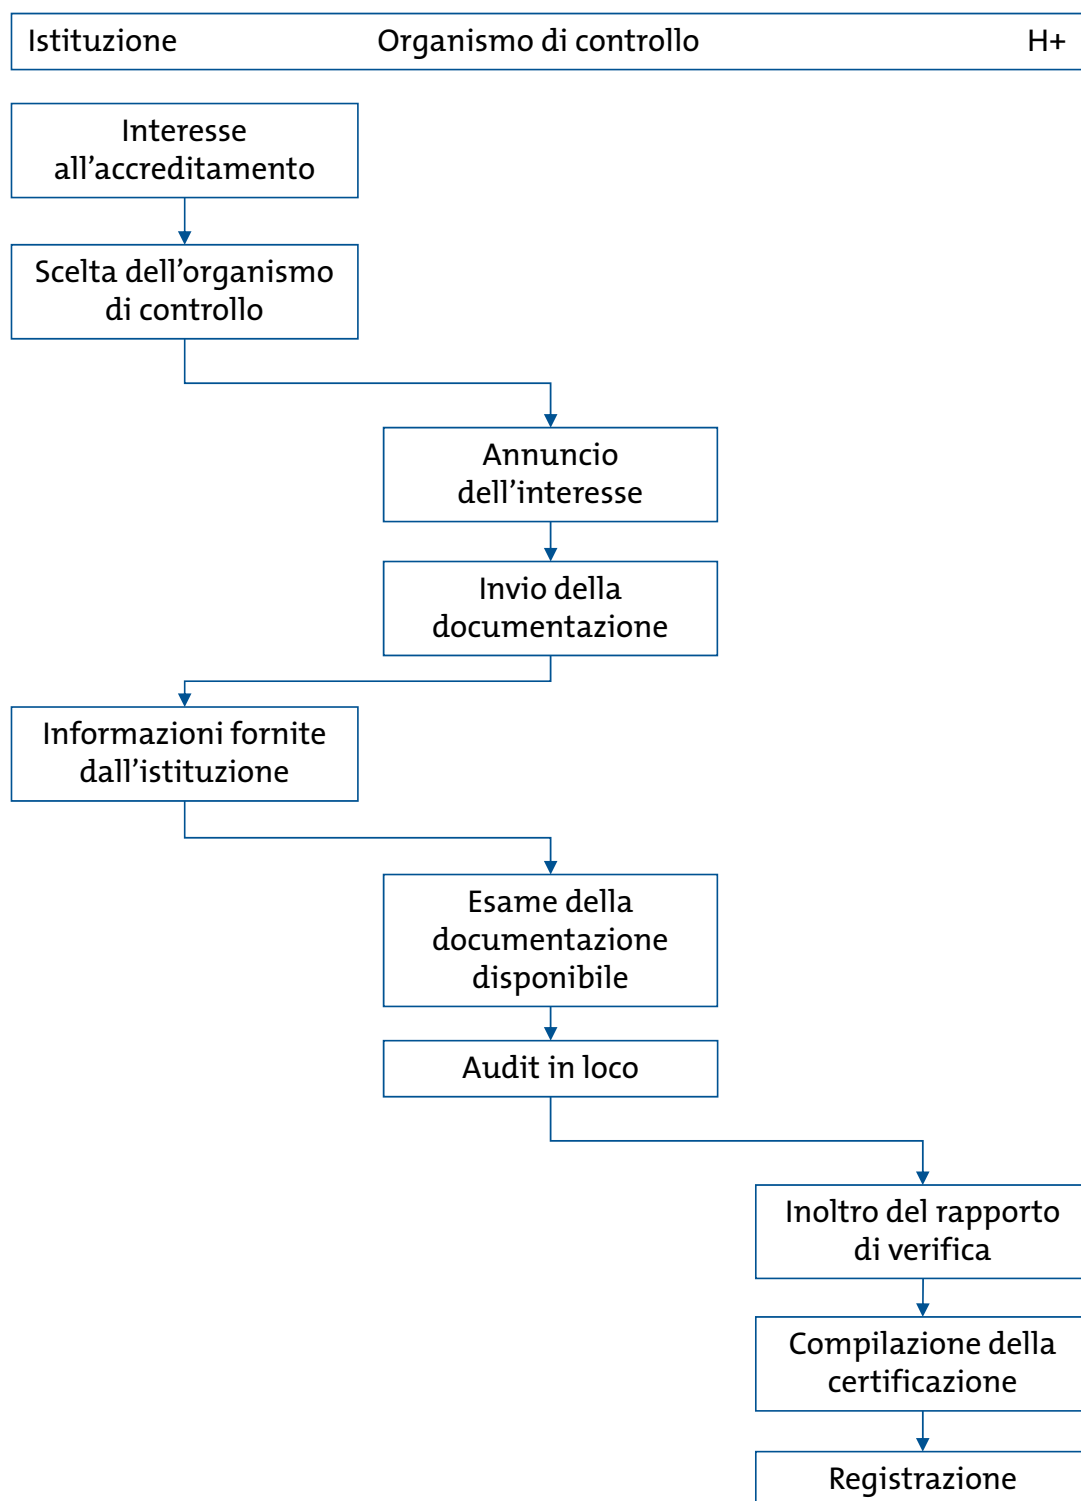 Istituzione Organismo di controllo H+
Interesse
all’accreditamento
Scelta dell’organismo
di controllo
Annuncio
dell’interesse
Invio della
documentazione
Informazioni fornite
dall’istituzione
Esame della
documentazione
disponibile
Audit in loco
Inoltro del rapporto
di verifica
Compilazione della
certificazione
Registrazione